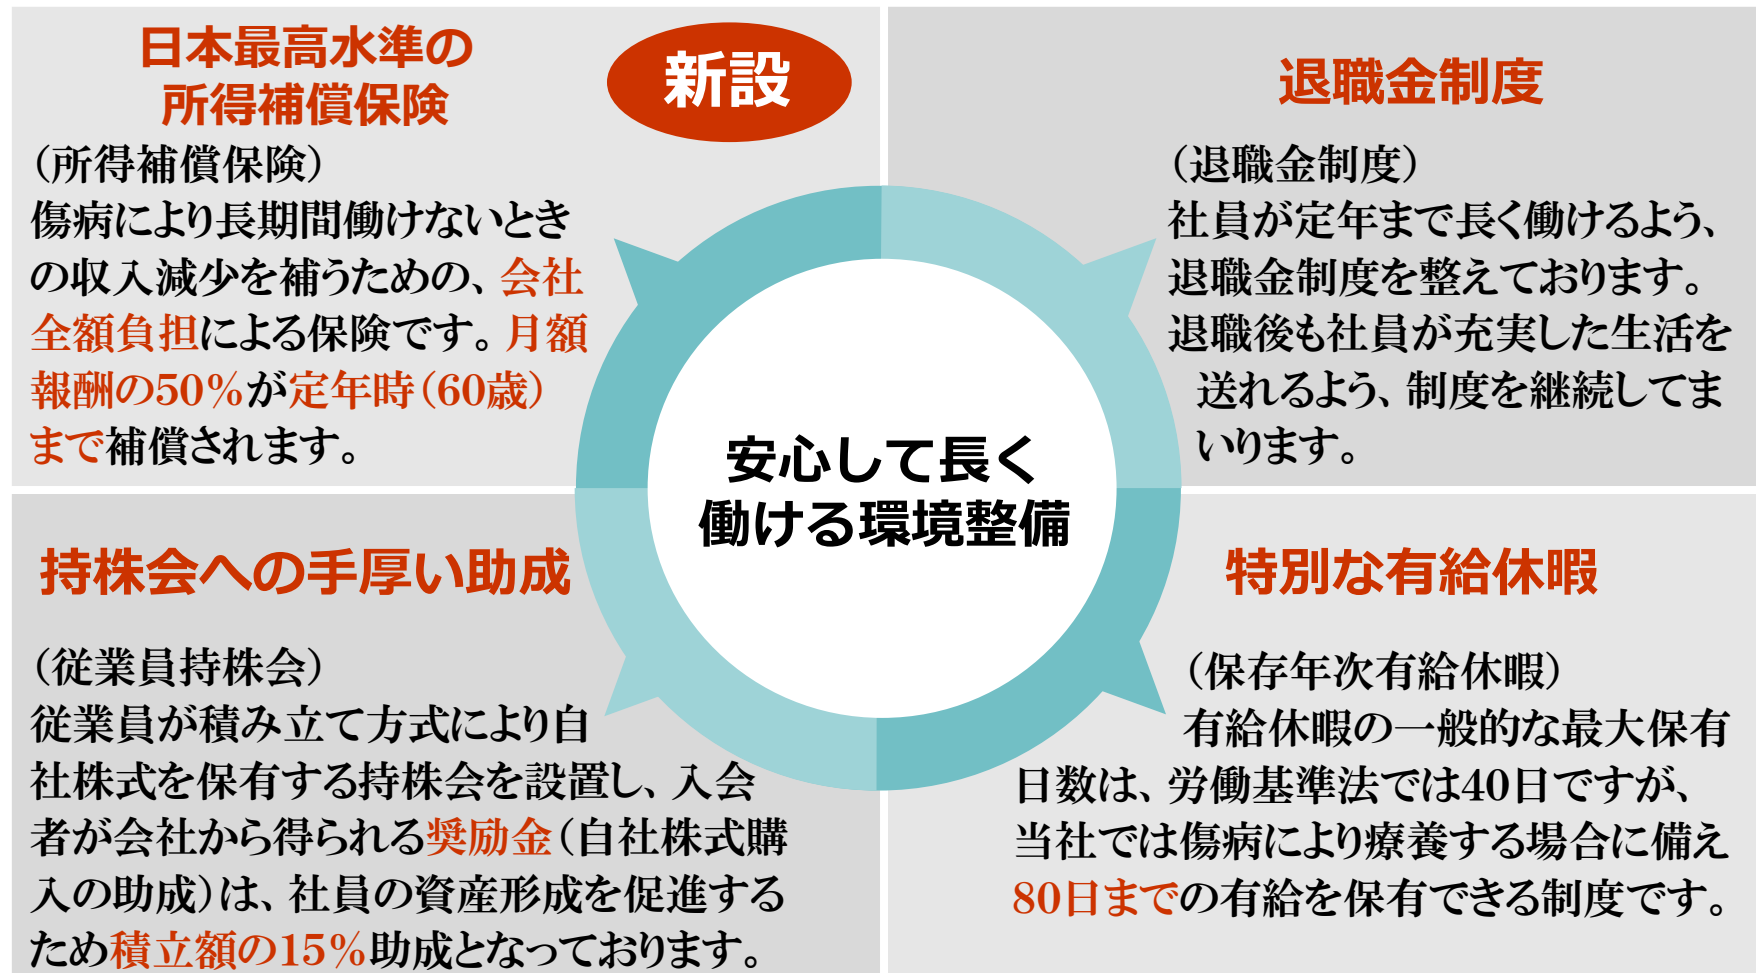 日本最高水準の
所得補償保険
新設
（所得補償保険）
傷病により長期間働けないとき
の収入減少を補うための、会社
全額負担による保険です。月額
報酬の50％が定年時（60歳）
まで補償されます。
退職金制度
（退職金制度）
社員が定年まで長く働けるよう、
退職金制度を整えております。
退職後も社員が充実した生活を
送れるよう、制度を継続してま
いります。
安心して長く
働ける環境整備
持株会への手厚い助成
（従業員持株会）
従業員が積み立て方式により自
社株式を保有する持株会を設置し、入会
者が会社から得られる奨励金（自社株式購
入の助成）は、社員の資産形成を促進する
ため積立額の15％助成となっております。
特別な有給休暇
（保存年次有給休暇）
有給休暇の一般的な最大保有
日数は、労働基準法では40日ですが、
当社では傷病により療養する場合に備え
80日までの有給を保有できる制度です。